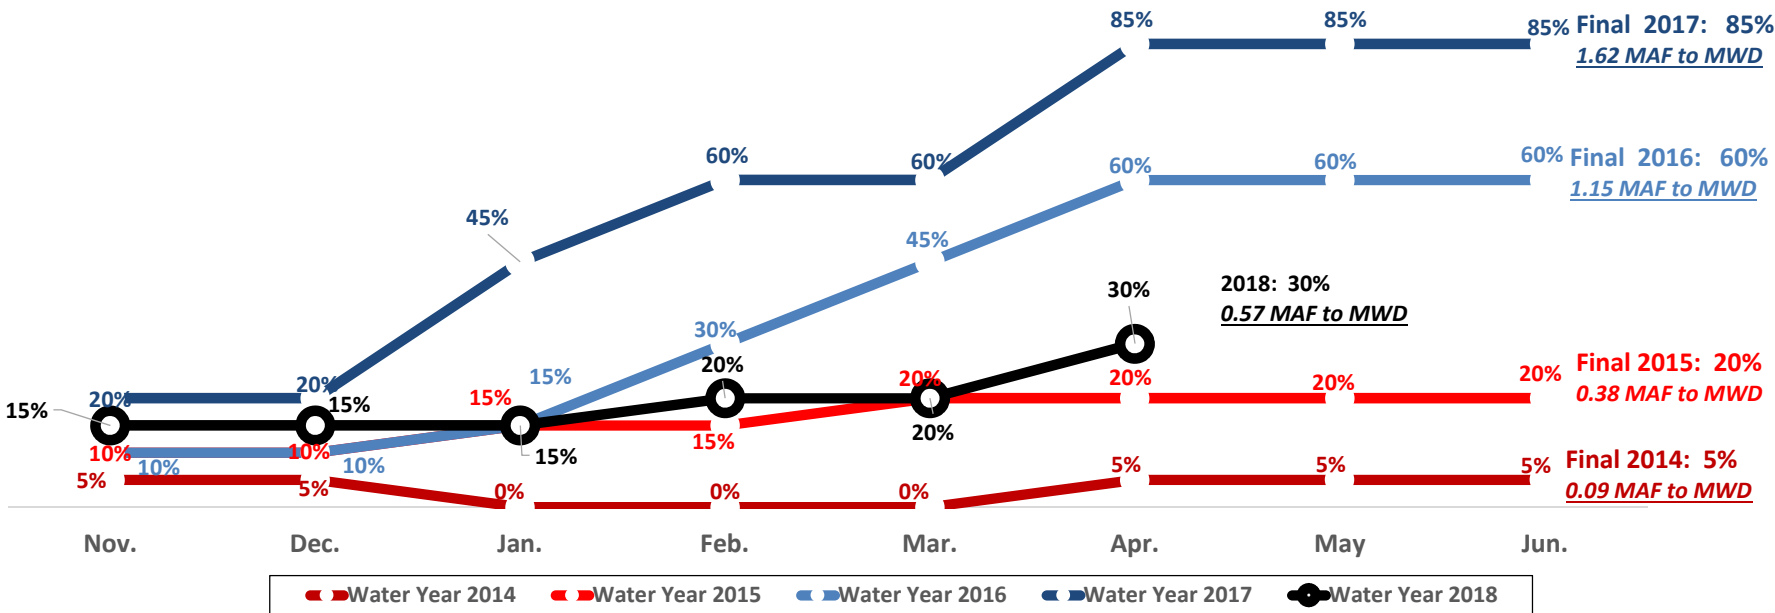 85%
85%
85%
Final 2017: 85%
1.62 MAF to MWD
60%
60%
60%
60%
60%
Final 2016: 60%
1.15 MAF to MWD
45%
45%
30%
2018: 30%
0.57 MAF to MWD
30%
20%
20%
15%
15%
15%
20%
20%
20%
20%
20%
Final 2015: 20%
0.38 MAF to MWD
15%
15%
15%
20%
10%
10%
10%
10%
5%
5%
0%
0%
0%
5%
5%
5%
Final 2014: 5%
0.09 MAF to MWD
Nov.
Dec.
Jan.
Feb.
Mar.
Apr.
May
Jun.
Water Year 2014
Water Year 2015
Water Year 2016
Water Year 2017
Water Year 2018